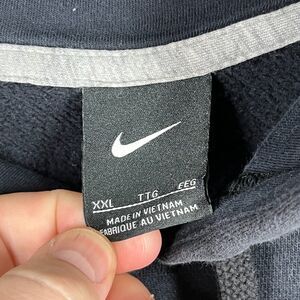 XXL TTG EEG
MADE IN VIETNAM
FABRIQUE AU VIETNAM